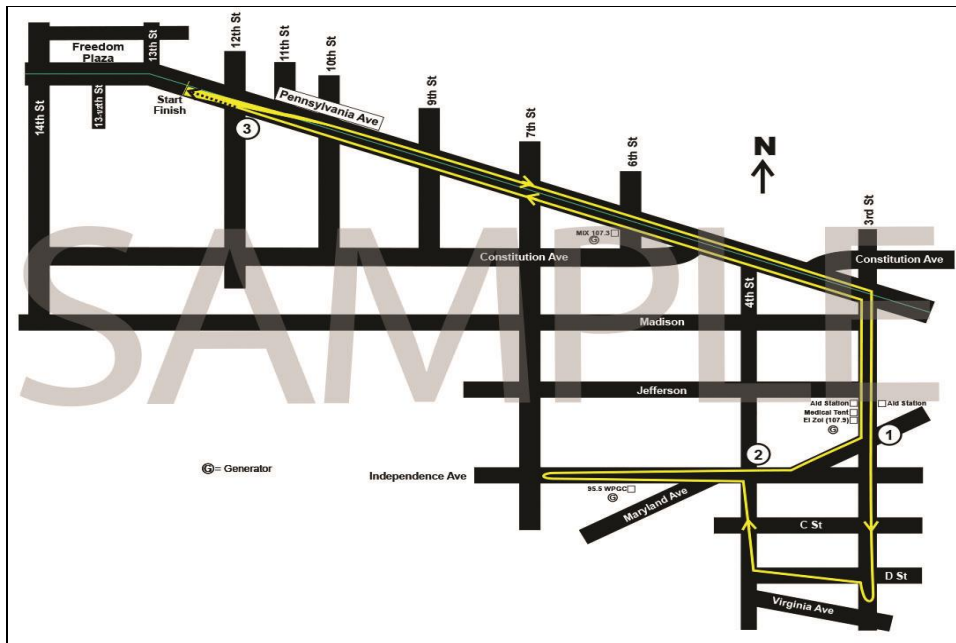 12th St
13th St
11th St
10th St
Freedom
Plaza
9th St
Start
Finish
Pennsylvania Ave
13-1/2th St
14th St
3
7th St
6th St
N
3rd St
SAMPLE
MIX 107.3
G
Constitution Ave
Constitution Ave
4th St
Madison
Jefferson
Aid Station
Aid Station
Medical Tent
El Zol (107.9)
G
1
2
G = Generator
Independence Ave
95.5 WPGC
G
Maryland Ave
C St
D St
Virginia Ave